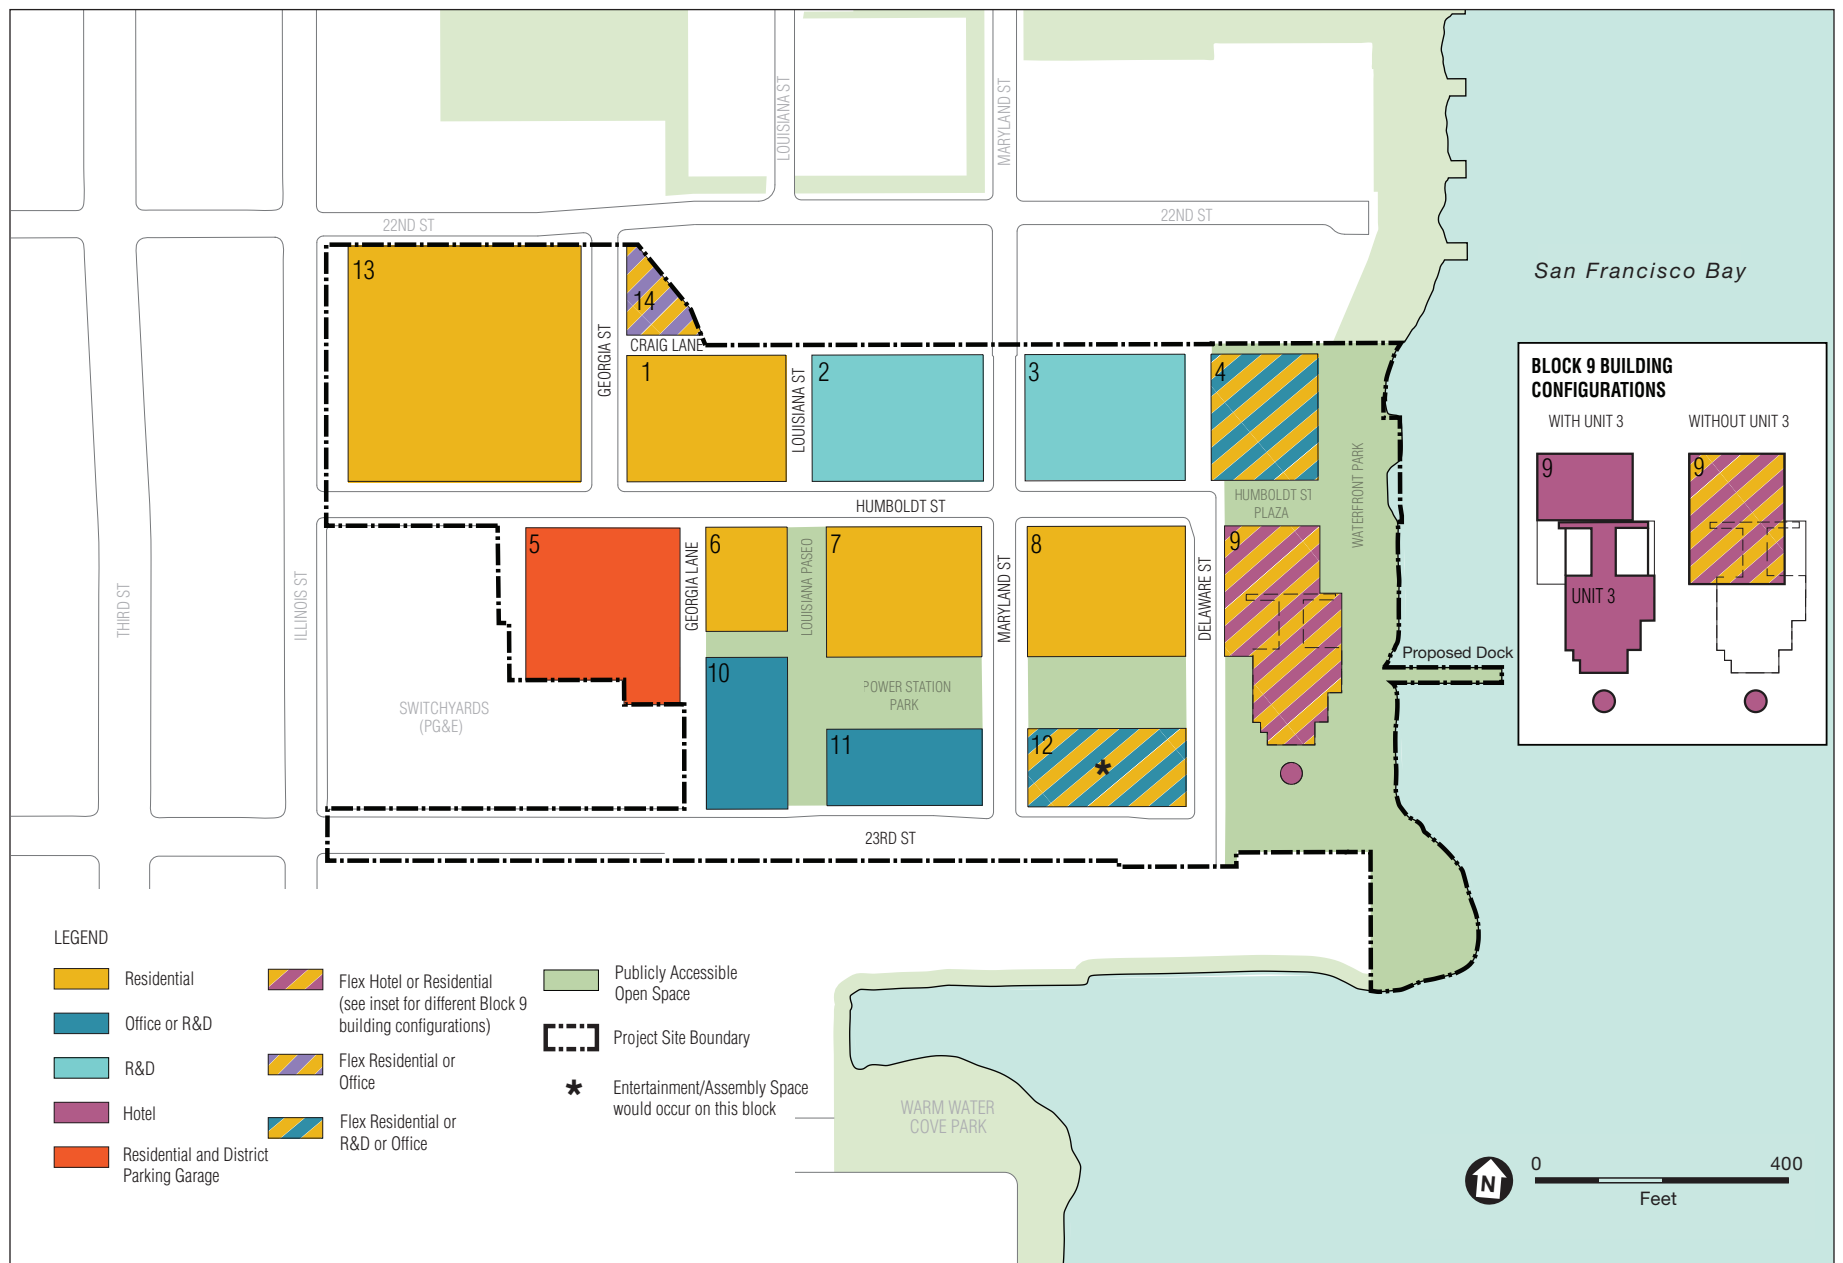 LOUISIANA ST
MARYLAND ST
22ND ST
22ND ST
San Francisco Bay
13
14
GEORGIA ST
CRAIG LANE
1
LOUISIANA ST
2
3
4
WATERFRONT PARK
HUMBOLDT ST
PLAZA
HUMBOLDT ST
THIRD ST
ILLINOIS ST
5
GEORGIA LANE
6
LOUISIANA PASEO
7
MARYLAND ST
8
DELAWARE ST
9
Proposed Dock
SWITCHYARDS
(PG&E)
10
POWER STATION
PARK
11
12
*
23RD ST
BLOCK 9 BUILDING
CONFIGURATIONS
WITH UNIT 3
WITHOUT UNIT 3
9
9
UNIT 3
LEGEND
Residential
Office or R&D
R&D
Hotel
Residential and District
Parking Garage
Flex Hotel or Residential
(see inset for different Block 9
building configurations)
Flex Residential or
Office
Flex Residential or
R&D or Office
Publicly Accessible
Open Space
Project Site Boundary
* Entertainment/Assembly Space
would occur on this block
WARM WATER
COVE PARK
N
0 400
Feet